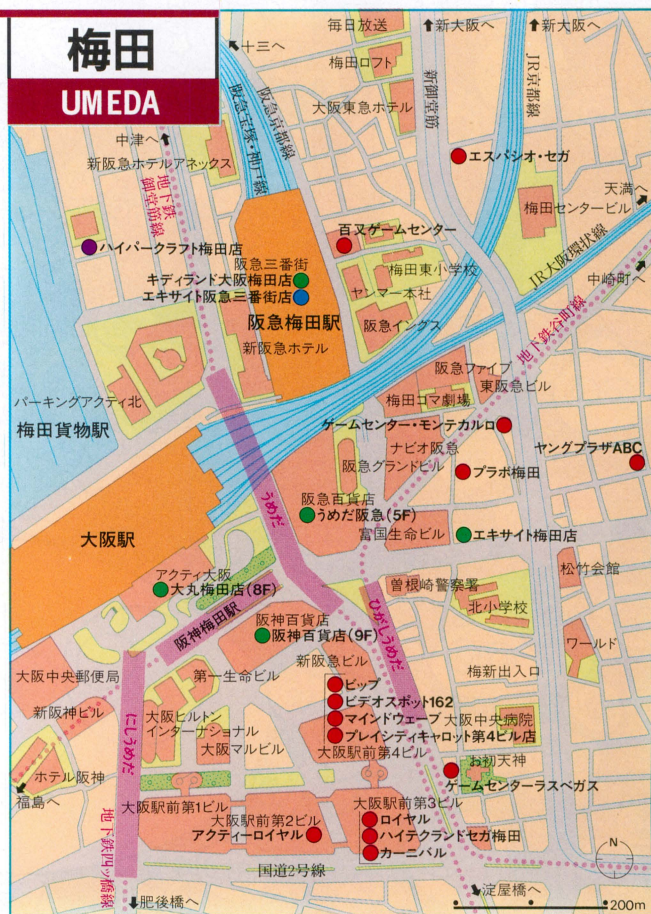 梅田
UMEDA
十三へ
毎日放送
新大阪へ
新大阪へ
梅田ロフト
大阪東急ホテル
新御堂筋
JR京都線
阪急京都線
阪急宝塚・神戸線
中津へ
新阪急ホテルアネックス
地下鉄
御堂筋線
エスパシオ・セガ
天満へ
梅田センタービル
JR大阪環状線
中崎町へ
地下鉄谷町線
百又ゲームセンター
ハイパークラフト梅田店
阪急三番街
キディランド大阪梅田店
エキサイト阪急三番街店
梅田東小学校
ヤンマー本社
阪急梅田駅
阪急イングス
新阪急ホテル
阪急ファイブ
東阪急ビル
パーキングアクティ北
梅田コマ劇場
梅田貨物駅
ゲームセンター・モンテカルロ
ナビオ阪急
ヤングプラザABC
阪急グランドビル
プラボ梅田
うめだ
阪急百貨店
うめだ阪急(5F)
大阪駅
富国生命ビル
エキサイト梅田店
アクティ大阪
大丸梅田店(8F)
松竹会館
曽根崎警察署
北小学校
ひがしうめだ
阪神梅田駅
阪神百貨店
阪神百貨店(9F)
ワールド
新阪急ビル
大阪中央郵便局
第一生命ビル
梅新出入口
ビップ
ビデオスポット162
マインドウェーブ
プレイシティキャロット第4ビル店
新阪神ビル
にしうめだ
大阪ヒルトン
インターナショナル
大阪中央病院
大阪マルビル
大阪駅前第4ビル
お初天神
ホテル阪神
ゲームセンターラスベガス
福島へ
大阪駅前第1ビル
大阪駅前第2ビル
大阪駅前第3ビル
アクティーロイヤル
ロイヤル
ハイテクランドセガ梅田
カーニバル
地下鉄四ッ橋線
国道2号線
N
肥後橋へ
淀屋橋へ
200m